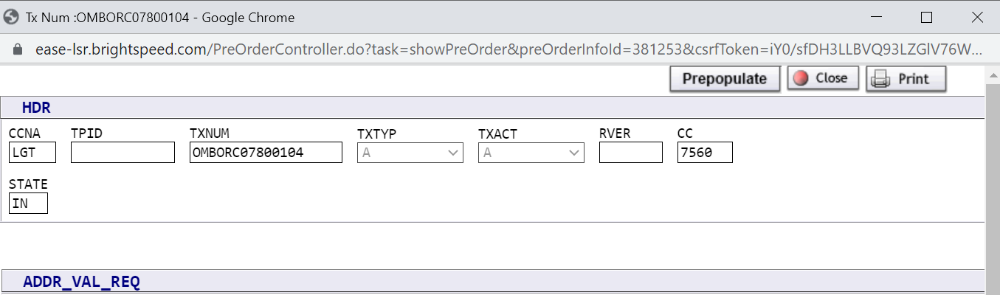 Tx Num :OMBORC07800104 - Google Chrome
ease-lsr.brightspeed.com/PreOrderController.do?task=showPreOrder&preOrderInfoId=381253&csrfToken=iY0/sfDH3LLBVQ93LZGlV76W...
Prepopulate Close Print
HDR
CCNA TPID TXNUM TXTYP TXACT RVER CC
LGT OMBORC07800104 A A 7560
STATE
IN
ADDR_VAL_REQ